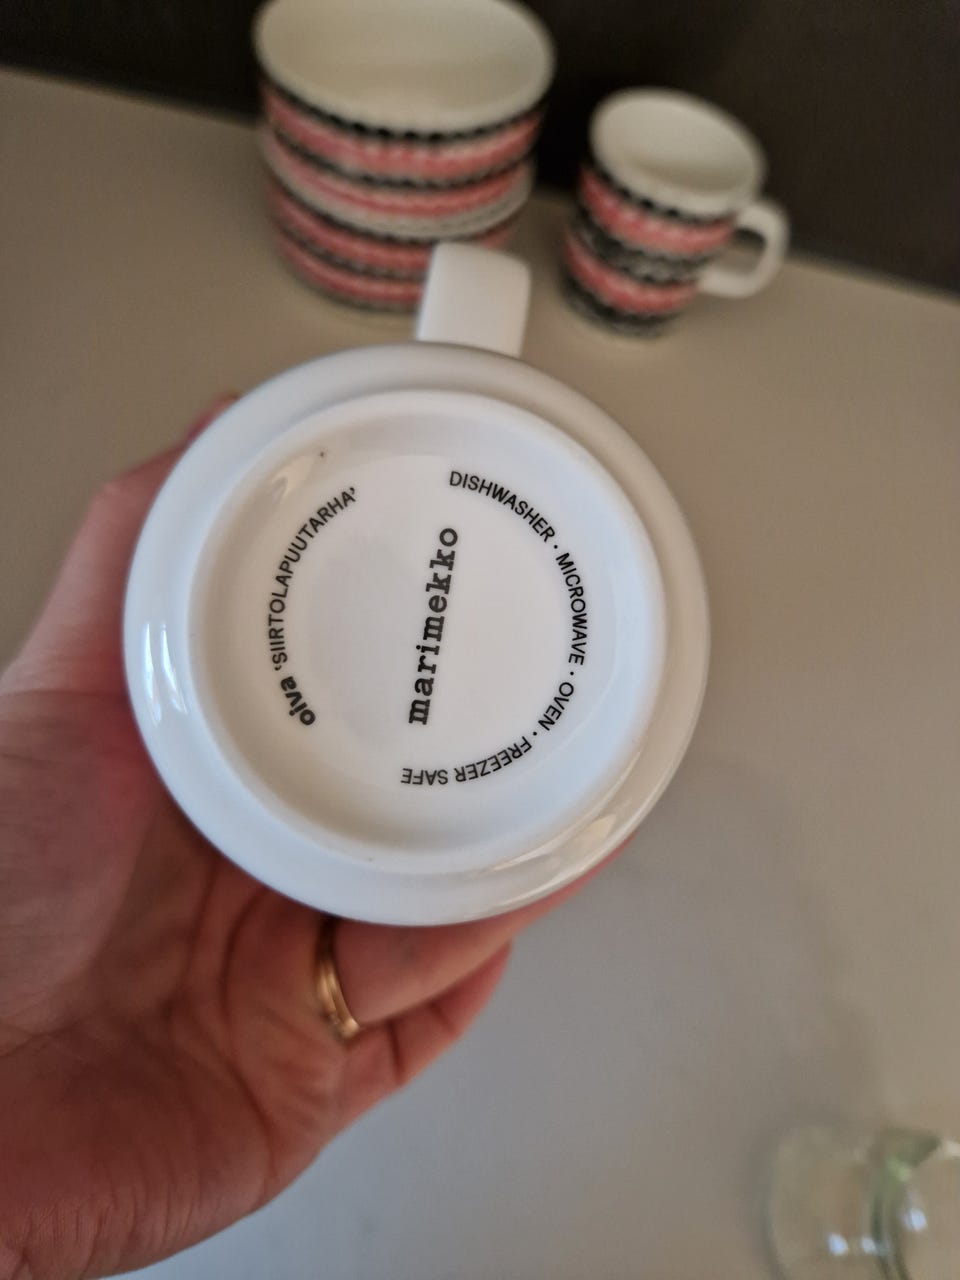 oiva ‘SIIRTOLAPUUTARHA’
marimekko
DISHWASHER · MICROWAVE · OVEN · FREEZER SAFE